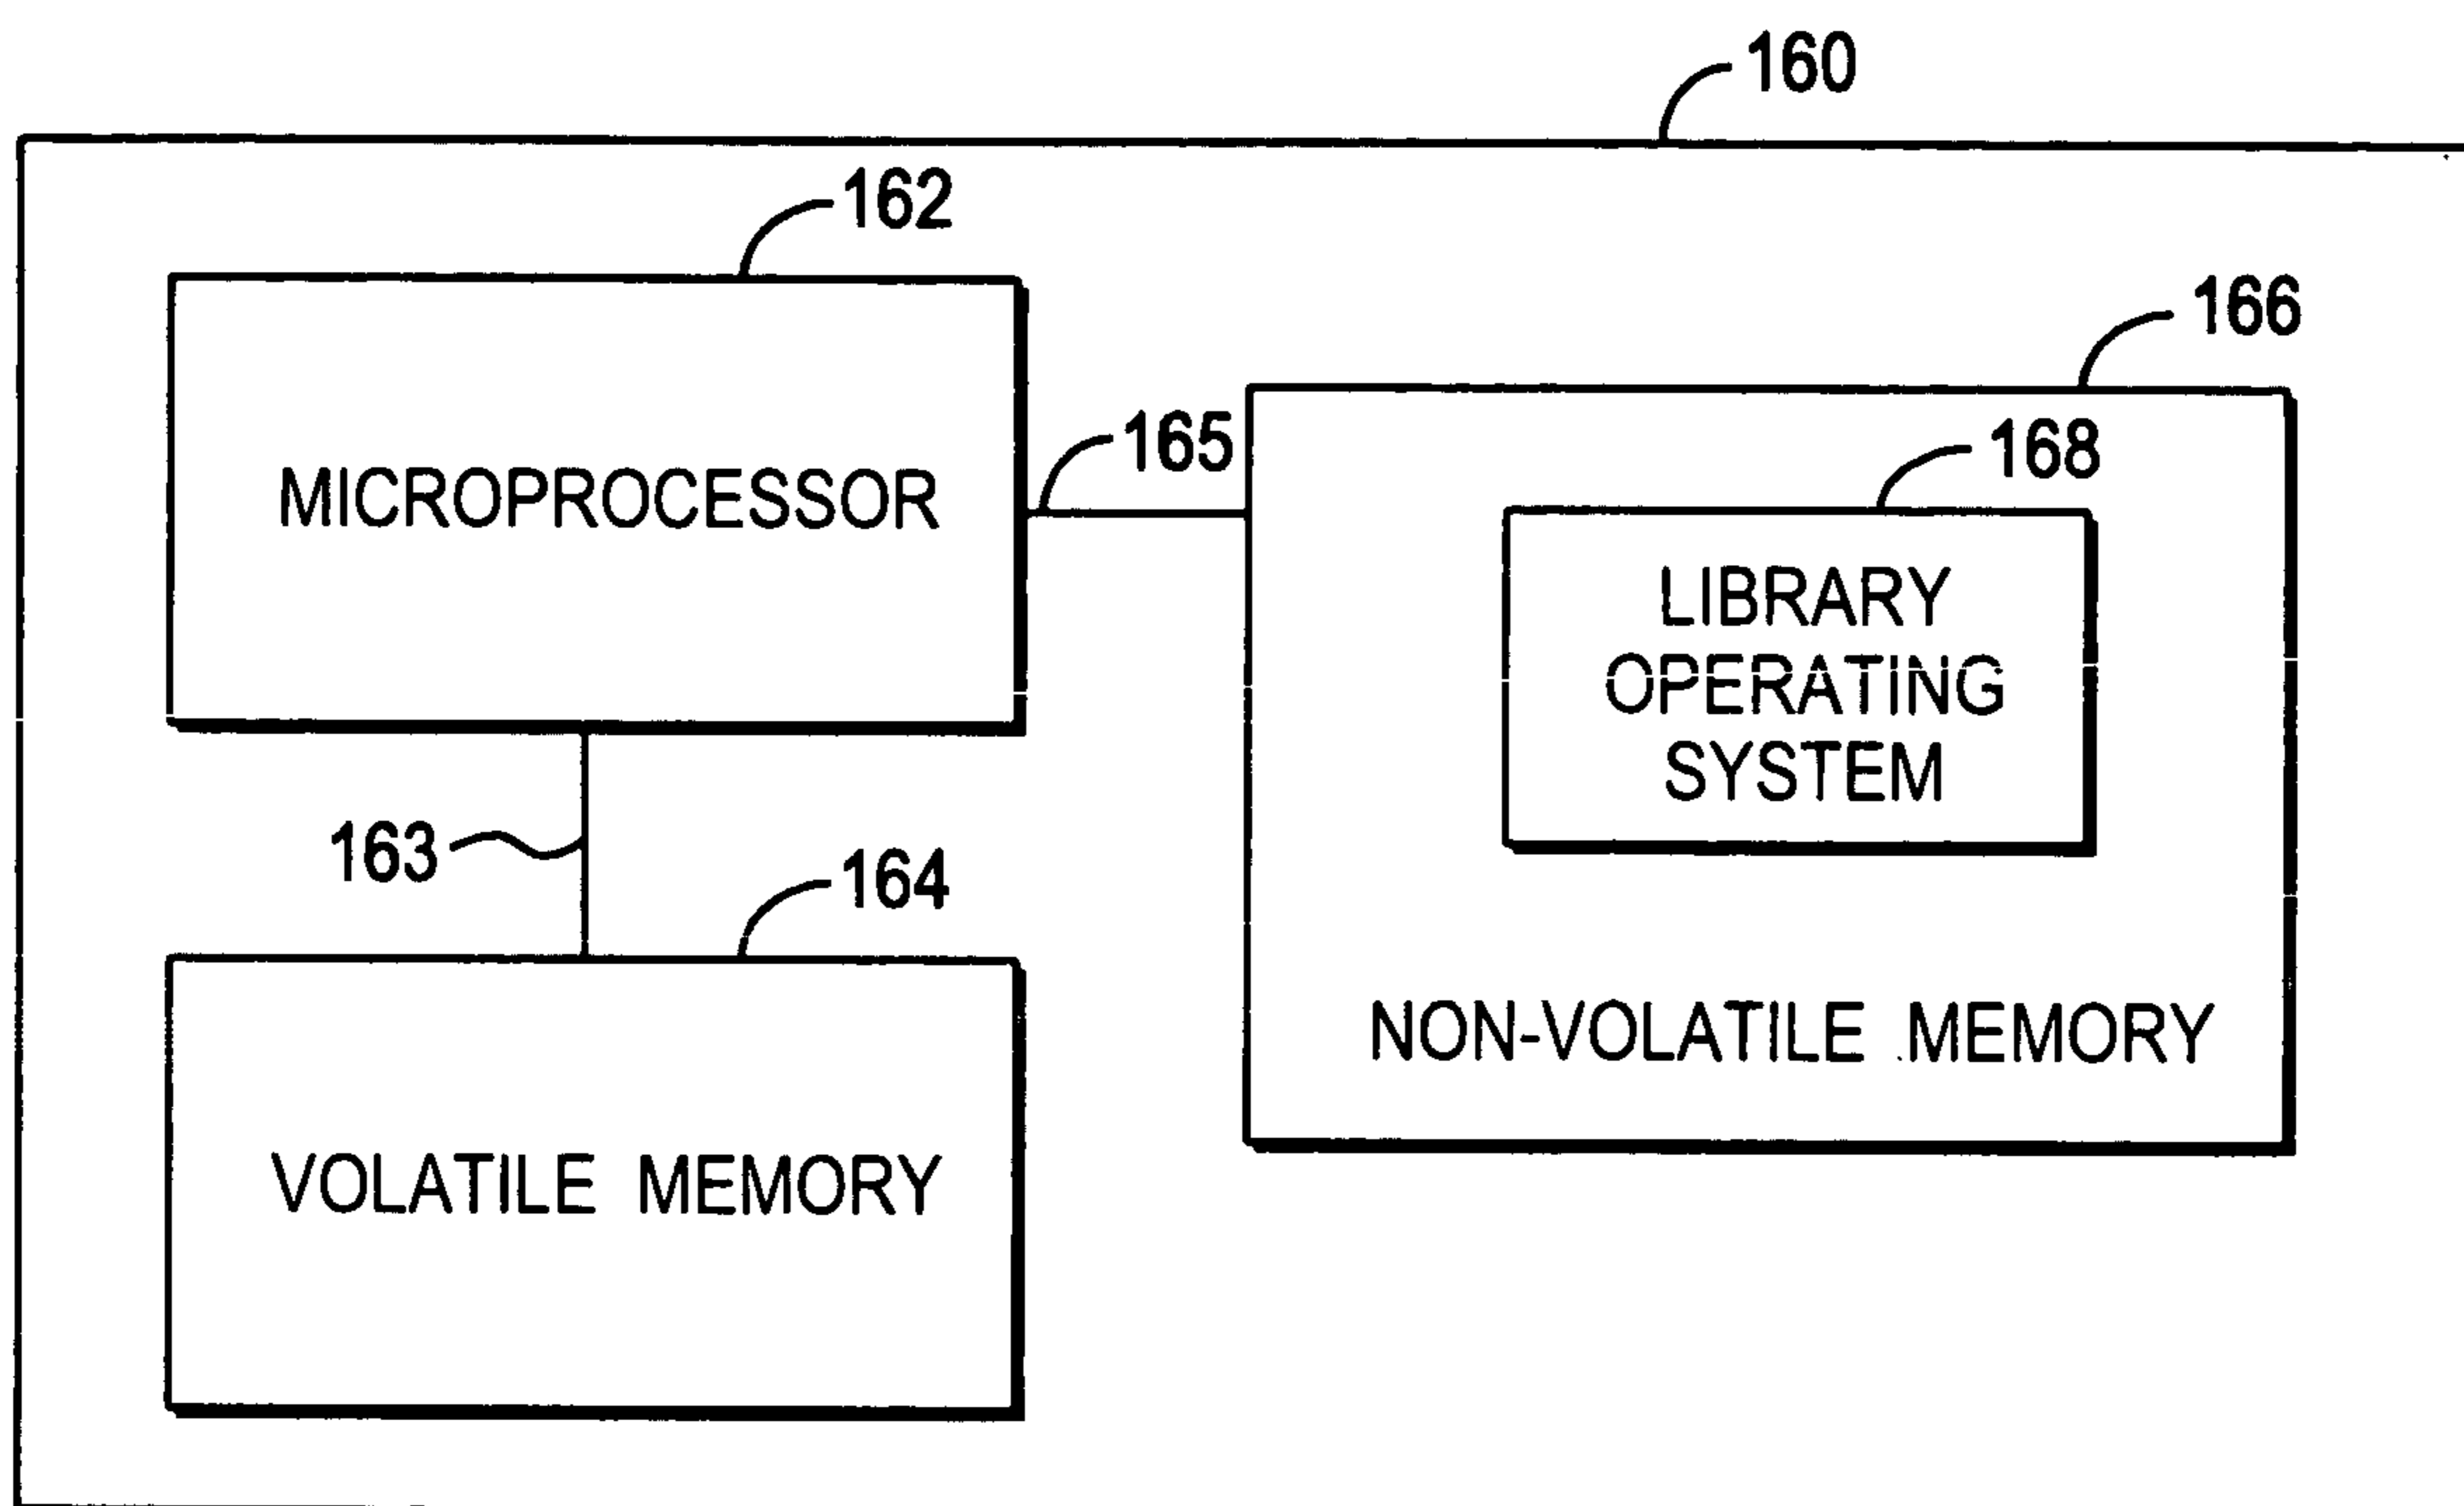 160
162
166
165
168
MICROPROCESSOR
LIBRARY
OPERATING
SYSTEM
163
164
NON-VOLATILE MEMORY
VOLATILE MEMORY